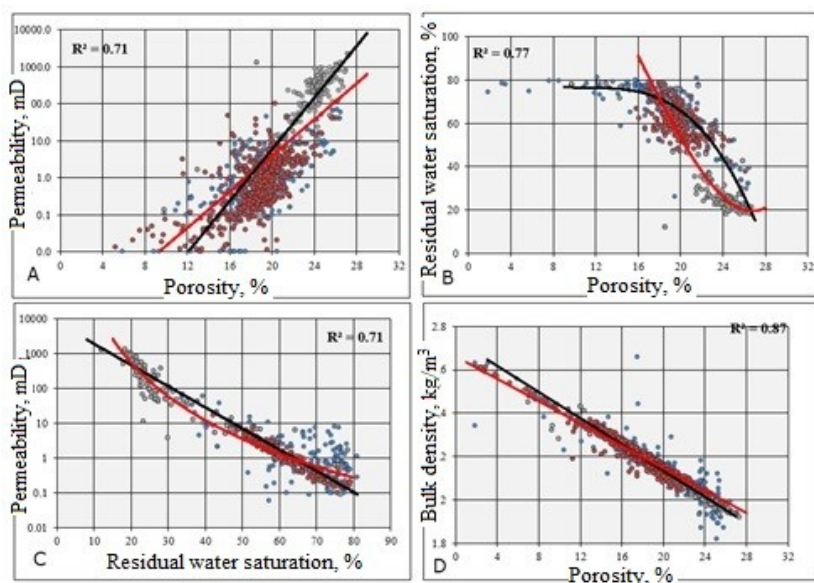 10000.0
R² = 0.71
1000.0
00.0
10.0
1.0
0.1
0.0
Permeability, mD
A
0 4 8 12 16 20 24 28 32
Porosity, %
100
R² = 0.77
80
60
40
20
0
Residual water saturation, %
B
0 4 8 12 16 20 24 28 32
Porosity, %
10000
R² = 0.71
1000
100
10
1
0.1
0.01
Permeability, mD
C
0 10 20 30 40 50 60 70 80 90
Residual water saturation, %
2.8
R² = 0.87
.6
.4
.2
2
1.8
Bulk density, kg/m³
D
0 4 8 12 16 20 24 28 32
Porosity, %